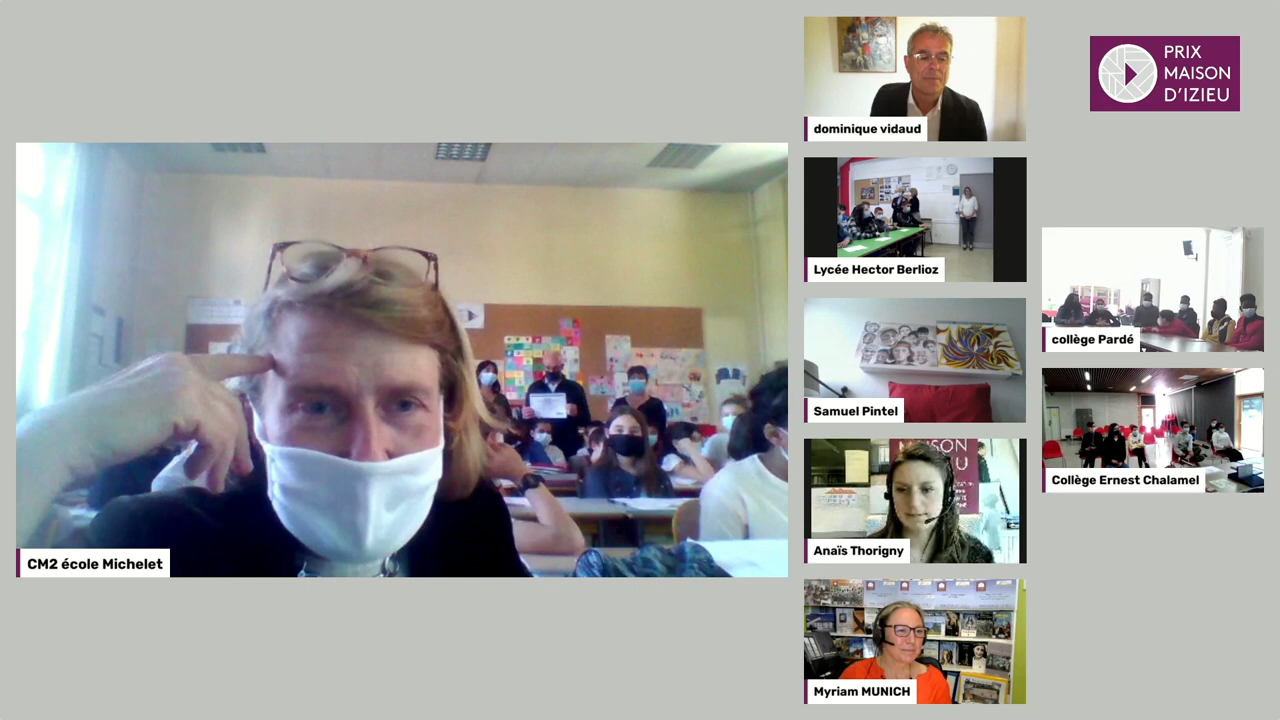 dominique vidaud
PRIX
MAISON
D'IZIEU
Lycée Hector Berlioz
collège Pardé
Samuel Pintel
Collège Ernest Chalamel
MAISON
Anaïs Thorigny
CM2 école Michelet
Myriam MUNICH